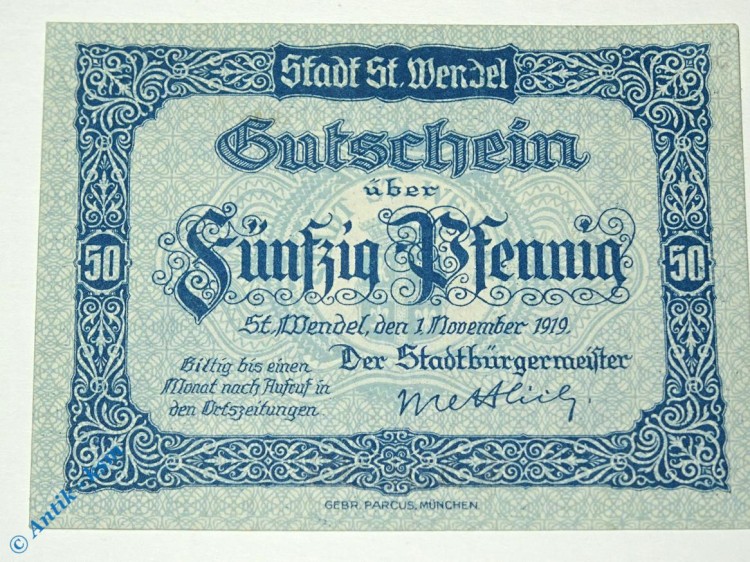 Stadt St. Wendel
Gutschein
über
Fünfzig Pfennig
50
50
St. Wendel, den 1. November 1919.
Giltig bis einen
Monat nach Aufruf in
den Ortszeitungen.
Der Stadtbürgermeister
GEBR. PARCUS, MÜNCHEN